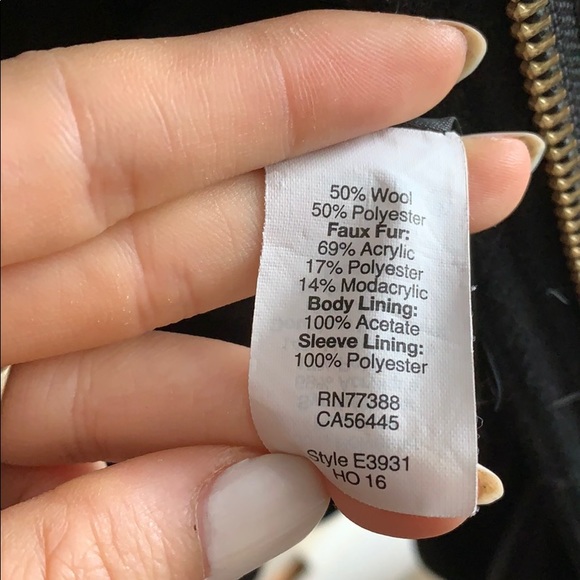 50% Wool
50% Polyester
Faux Fur:
69% Acrylic
17% Polyester
14% Modacrylic
Body Lining:
100% Acetate
Sleeve Lining:
100% Polyester
RN77388
CA56445
Style E3931
HO 16